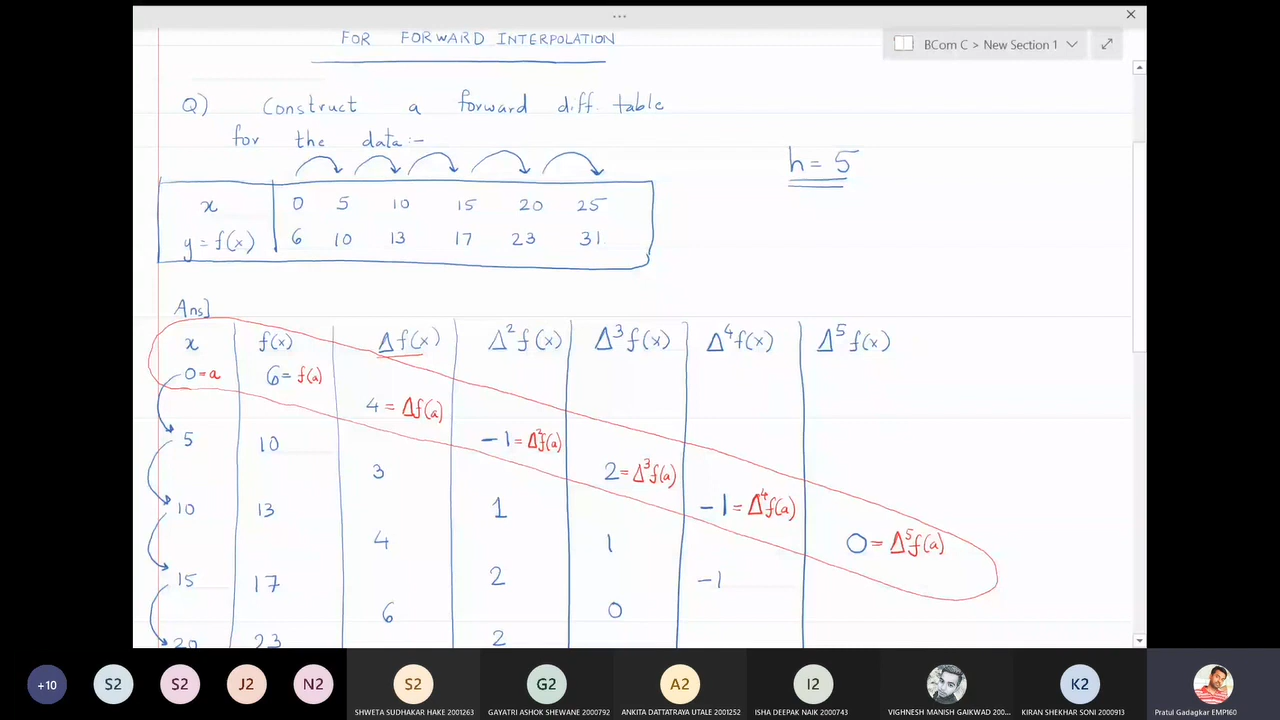 ...
BCom C > New Section 1
FOR FORWARD INTERPOLATION
Q) Construct a forward diff. table
for the data:-
h = 5
x 0 5 10 15 20 25
y = f(x) 6 10 13 17 23 31
Ans]
x f(x) Δf(x) Δ²f(x) Δ³f(x) Δ⁴f(x) Δ⁵f(x)
0 = a 6 = f(a)
4 = Δf(a)
5 10 -1 = Δ²f(a)
3 2 = Δ³f(a)
10 13 1 -1 = Δ⁴f(a)
4 1 0 = Δ⁵f(a)
15 17 2 -1
6 0
20 23 2
+10 S2 S2 J2 N2 S2 G2 A2 I2 K2
SHWETA SUDHAKAR HAKE 2001263 GAYATRI ASHOK SHEWANE 2000792 ANKITA DATTATRAYA UTALE 2001252 ISHA DEEPAK NAIK 2000743 VIGHNESH MANISH GAIKWAD 200... KIRAN SHEKHAR SONI 2000913 Pratul Gadagkar EMP160